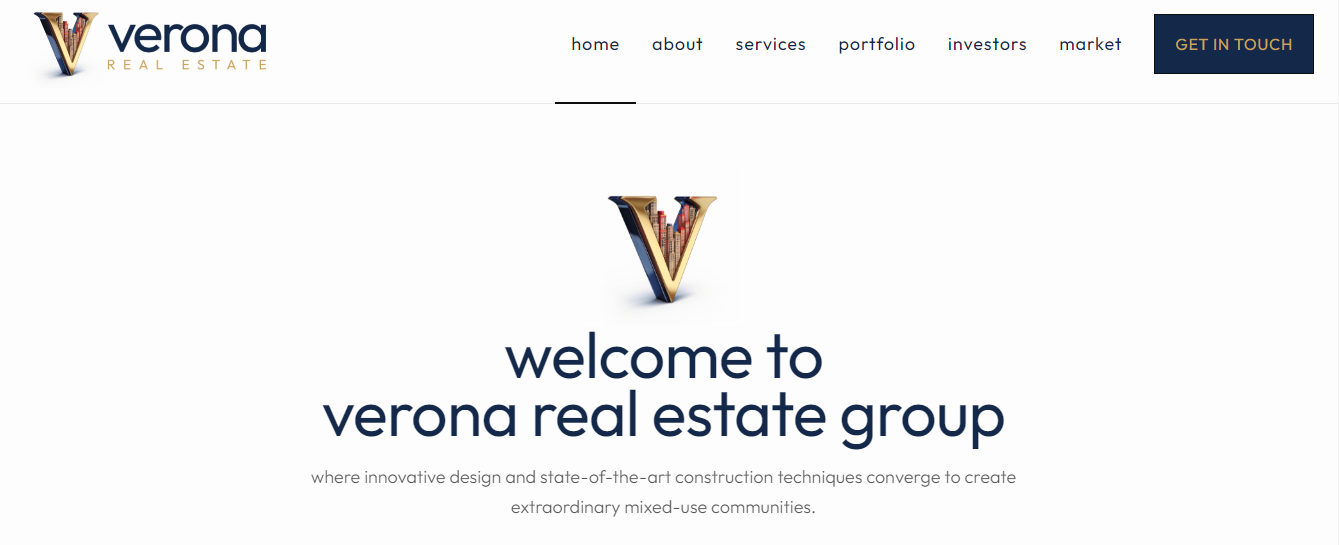 verona
REAL ESTATE
home about services portfolio investors market GET IN TOUCH
welcome to
verona real estate group
where innovative design and state-of-the-art construction techniques converge to create
extraordinary mixed-use communities.